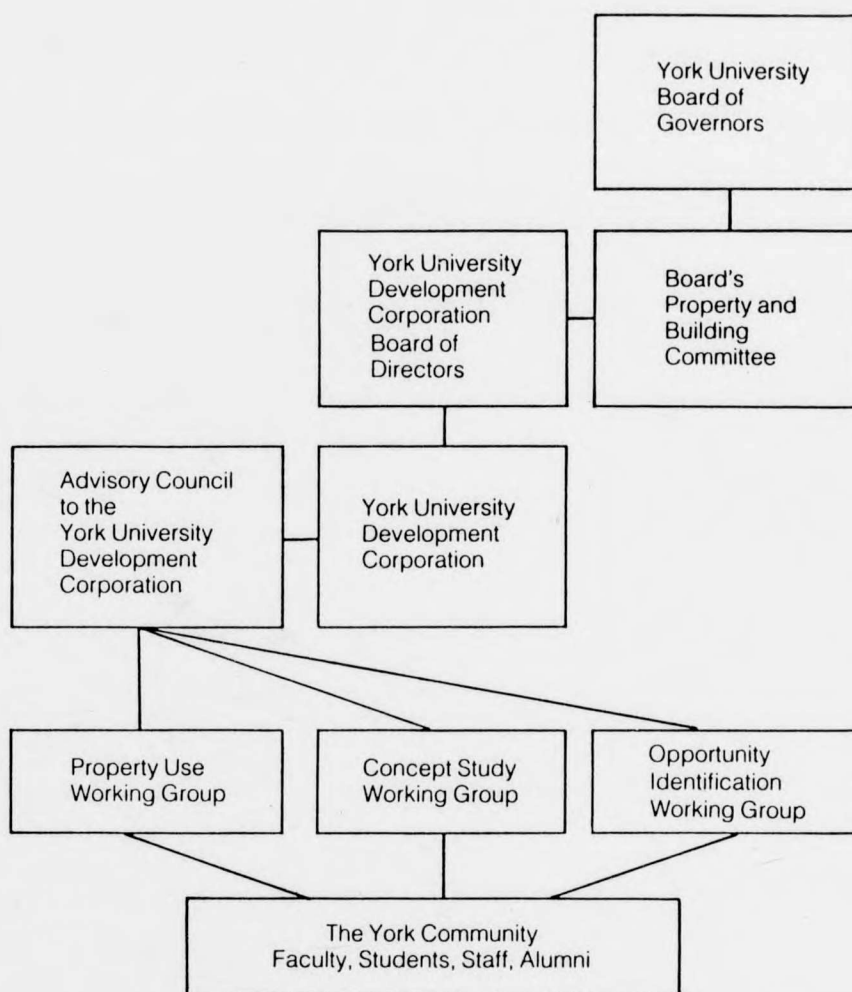 York University
Board of
Governors
York University
Development
Corporation
Board of
Directors
Board's
Property and
Building
Committee
Advisory Council
to the
York University
Development
Corporation
York University
Development
Corporation
Property Use
Working Group
Concept Study
Working Group
Opportunity
Identification
Working Group
The York Community
Faculty, Students, Staff, Alumni